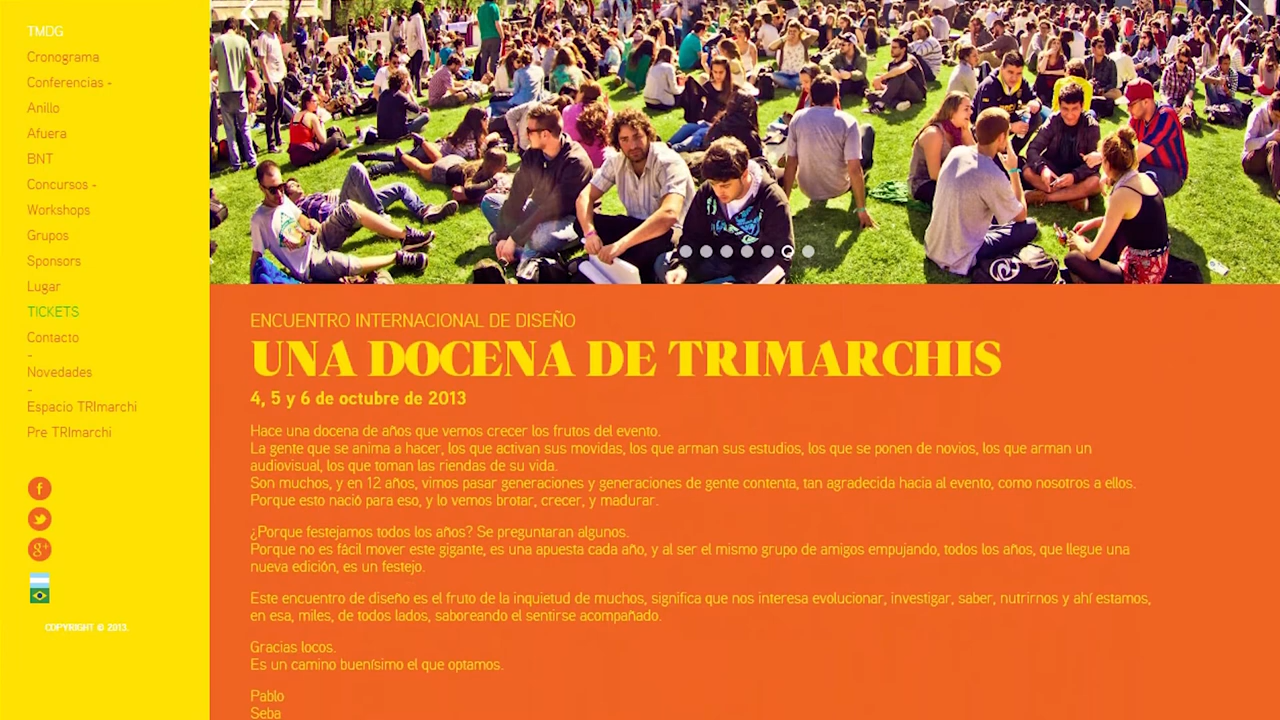 TMDG
Cronograma
Conferencias -
Anillo
Afuera
BNT
Concursos -
Workshops
Grupos
Sponsors
Lugar
TICKETS
Contacto
-
Novedades
-
Espacio TRImarchi
Pre TRImarchi
COPYRIGHT © 2013.
ENCUENTRO INTERNACIONAL DE DISEÑO
UNA DOCENA DE TRIMARCHIS
4, 5 y 6 de octubre de 2013
Hace una docena de años que vemos crecer los frutos del evento.
La gente que se anima a hacer, los que activan sus movidas, los que arman sus estudios, los que se ponen de novios, los que arman un
audiovisual, los que toman las riendas de su vida.
Son muchos, y en 12 años, vimos pasar generaciones y generaciones de gente contenta, tan agradecida hacia al evento, como nosotros a ellos.
Porque esto nació para eso, y lo vemos brotar, crecer, y madurar.
¿Porque festejamos todos los años? Se preguntaran algunos.
Porque no es fácil mover este gigante, es una apuesta cada año, y al ser el mismo grupo de amigos empujando, todos los años, que llegue una
nueva edición, es un festejo.
Este encuentro de diseño es el fruto de la inquietud de muchos, significa que nos interesa evolucionar, investigar, saber, nutrirnos y ahí estamos,
en esa, miles, de todos lados, saboreando el sentirse acompañado.
Gracias locos.
Es un camino buenísimo el que optamos.
Pablo
Seba